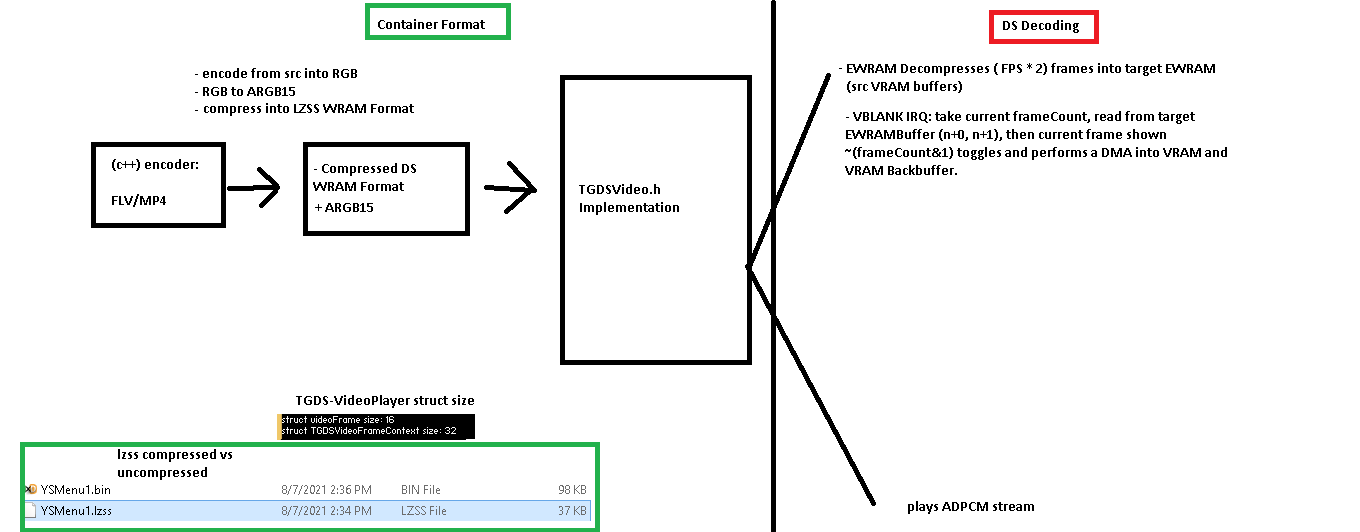 Container Format
DS Decoding
- encode from src into RGB
- RGB to ARGB15
- compress into LZSS WRAM Format
(c++) encoder:
FLV/MP4
- Compressed DS
WRAM Format
+ ARGB15
TGDSVideo.h
Implementation
- EWRAM Decompresses ( FPS * 2) frames into target EWRAM
(src VRAM buffers)
- VBLANK IRQ: take current frameCount, read from target
EWRAMBuffer (n+0, n+1), then current frame shown
~(frameCount&1) toggles and performs a DMA into VRAM and
VRAM Backbuffer.
TGDS-VideoPlayer struct size
struct videoFrame size: 16
struct TGDSVideoFrameContext size: 32
lzss compressed vs
uncompressed
YSMenu1.bin 8/7/2021 2:36 PM BIN File 98 KB
YSMenu1.lzss 8/7/2021 2:34 PM LZSS File 37 KB
plays ADPCM stream